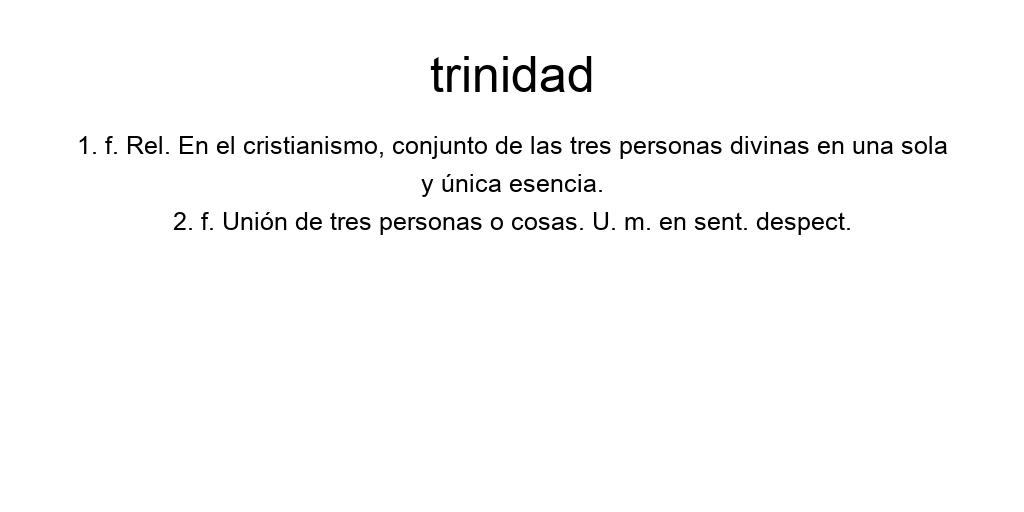 trinidad
1. f. Rel. En el cristianismo, conjunto de las tres personas divinas en una sola
y única esencia.
2. f. Unión de tres personas o cosas. U. m. en sent. despect.